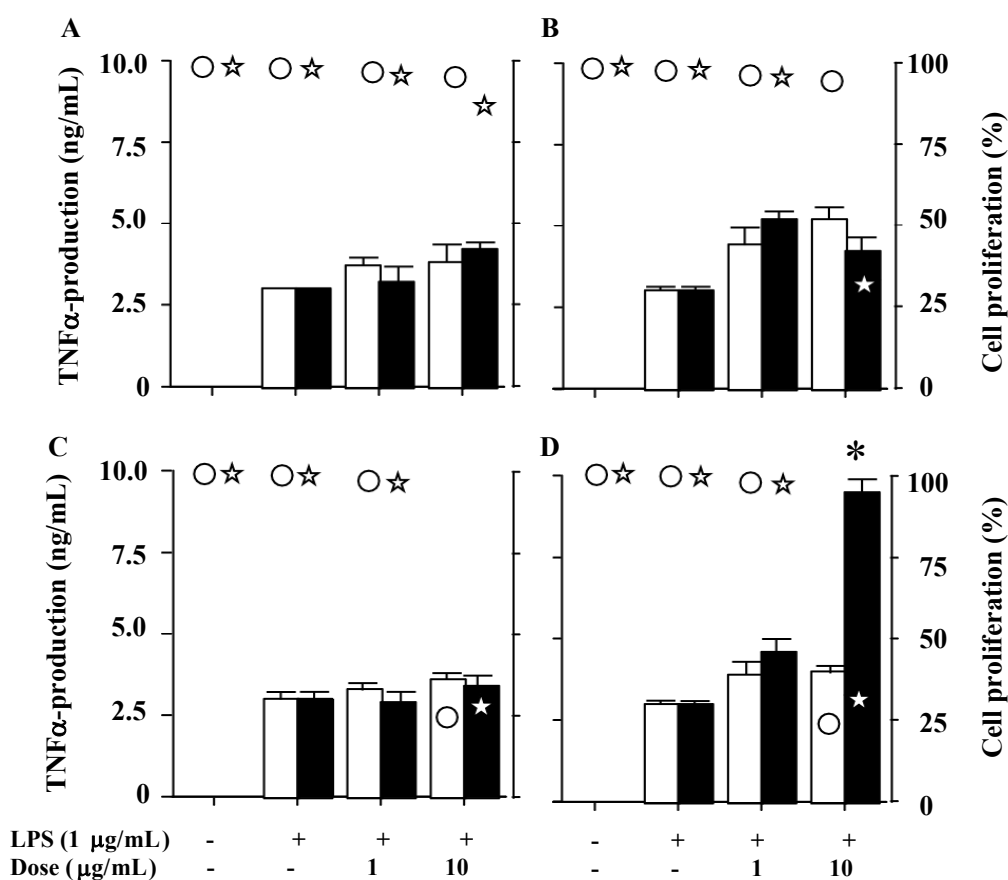 A
B
TNFα-production (ng/mL)
10.0
7.5
5.0
2.5
0
100
75
50
25
0
Cell proliferation (%)
C
D
*
TNFα-production (ng/mL)
10.0
7.5
5.0
2.5
0
100
75
50
25
0
Cell proliferation (%)
LPS (1 μg/mL) - + + + - + + +
Dose (μg/mL) - - 1 10 - - 1 10